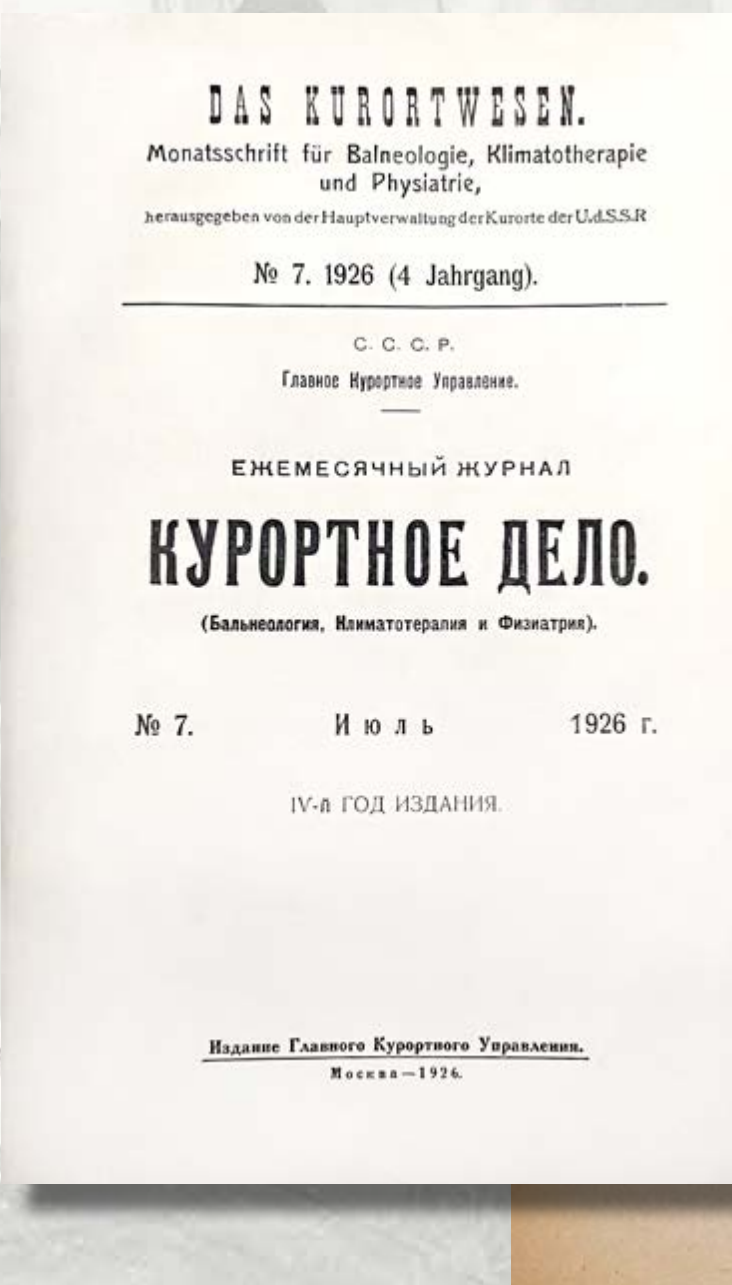 DAS KURORTWESEN.
Monatsschrift für Balneologie, Klimatotherapie
und Physiatrie,
herausgegeben von der Hauptverwaltung der Kurorte der U.d.S.S.R
№ 7. 1926 (4 Jahrgang).
С. С. С. Р.
Главное Курортное Управление.
ЕЖЕМЕСЯЧНЫЙ ЖУРНАЛ
КУРОРТНОЕ ДЕЛО.
(Бальнеология, Климатотерапия и Физиатрия).
№ 7. Июль 1926 г.
IV-й ГОД ИЗДАНИЯ.
Издание Главного Курортного Управления.
Москва—1926.